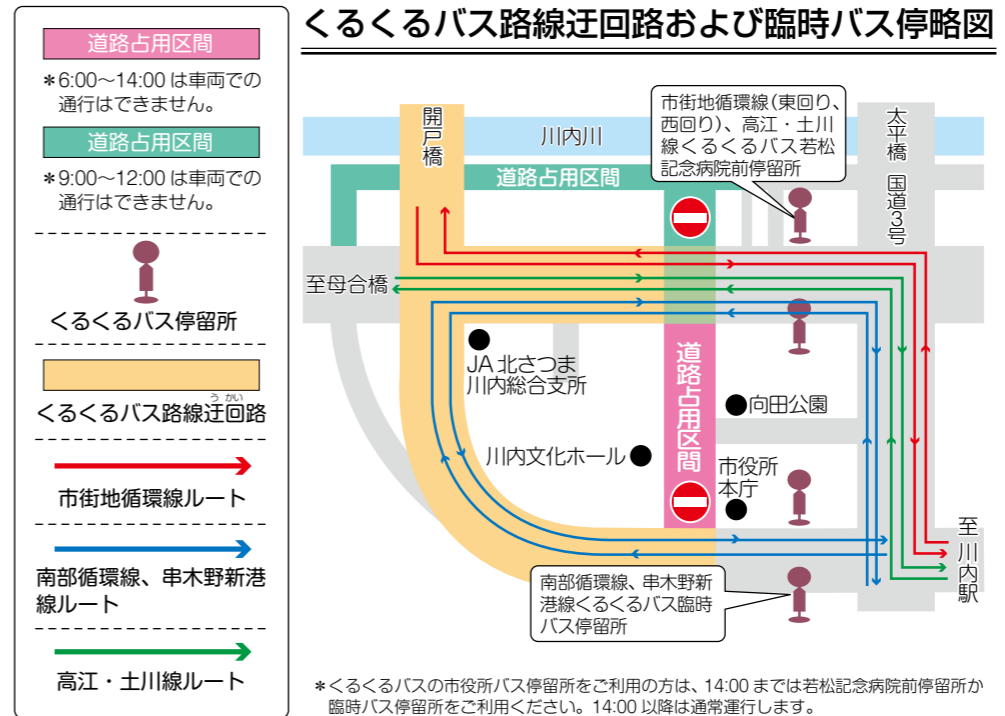 くるくるバス路線迂回路および臨時バス停略図
道路占用区間
＊6:00～14:00 は車両での
通行はできません。
道路占用区間
＊9:00～12:00 は車両での
通行はできません。
くるくるバス停留所
くるくるバス路線迂回路
うかい
市街地循環線ルート
南部循環線、串木野新港
線ルート
高江・土川線ルート
開戸橋
川内川
市街地循環線（東回り、
西回り）、高江・土川
線くるくるバス若松
記念病院前停留所
太平橋 国道3号
道路占用区間
至母合橋
JA 北さつま
川内総合支所
道路占用区間
向田公園
川内文化ホール
市役所
本庁
至川内駅
南部循環線、串木野新
港線くるくるバス臨時
バス停留所
＊くるくるバスの市役所バス停留所をご利用の方は、14:00 までは若松記念病院前停留所か
臨時バス停留所をご利用ください。14:00 以降は通常運行します。